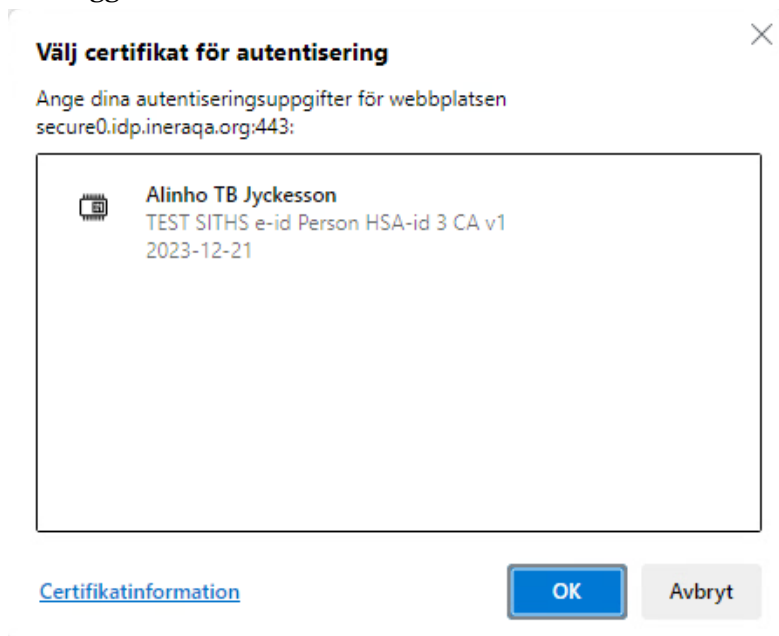 Välj certifikat för autentisering
Ange dina autentiseringsuppgifter för webbplatsen
secure0.idp.ineraqa.org:443:
Alinho TB Jyckesson
TEST SITHS e-id Person HSA-id 3 CA v1
2023-12-21
Certifikatinformation
OK
Avbryt